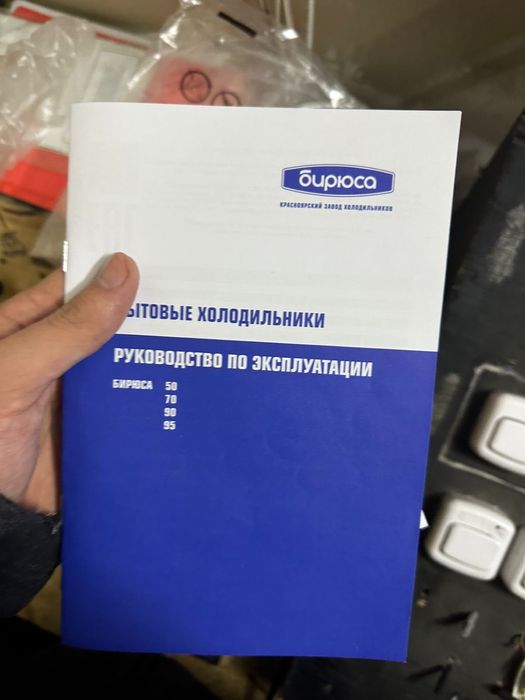 бирюса
КРАСНОЯРСКИЙ ЗАВОД ХОЛОДИЛЬНИКОВ
ЫТОВЫЕ ХОЛОДИЛЬНИКИ
РУКОВОДСТВО ПО ЭКСПЛУАТАЦИИ
БИРЮСА 50
70
90
95